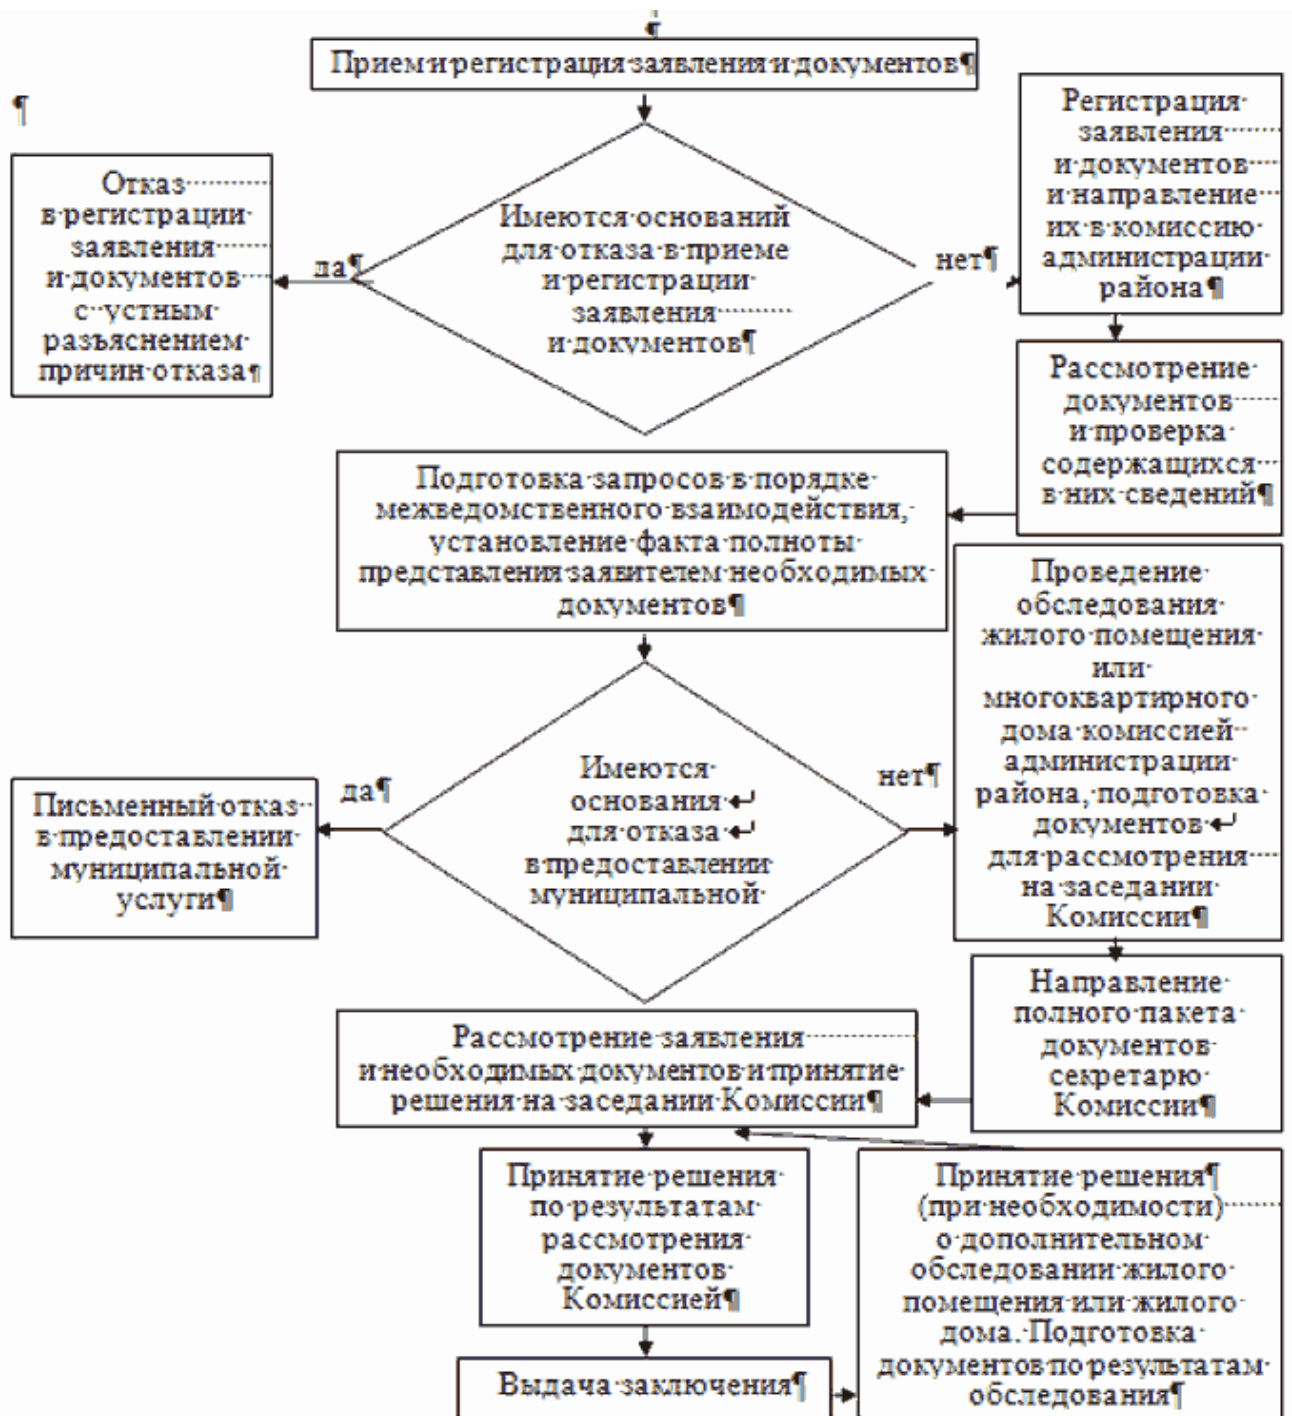 Прием и регистрация заявления и документов¶
¶
Регистрация
заявления
и документов
и направление
их в комиссию
администрации
района¶
Отказ
в регистрации
заявления
и документов
с устным
разъяснением
причин отказа¶
да¶
Имеются оснований
для отказа в приеме
и регистрации
заявления
и документов¶
нет¶
Рассмотрение
документов
и проверка
содержащихся
в них сведений¶
Подготовка запросов в порядке
межведомственного взаимодействия,
установление факта полноты
представления заявителем необходимых
документов¶
Проведение
обследования
жилого помещения
или
многоквартирного
дома комиссией
администрации
района, подготовка
документов
для рассмотрения
на заседании
Комиссии¶
Письменный отказ
в предоставлении
муниципальной
услуги¶
да¶
Имеются
основания
для отказа
в предоставлении
муниципальной
нет¶
Направление
полного пакета
документов
секретарю
Комиссии¶
Рассмотрение заявления
и необходимых документов и принятие
решения на заседании Комиссии¶
Принятие решения
по результатам
рассмотрения
документов
Комиссией¶
Принятие решения¶
(при необходимости)
о дополнительном
обследовании жилого
помещения или жилого
дома. Подготовка
документов по результатам
обследования¶
Выдача заключения¶